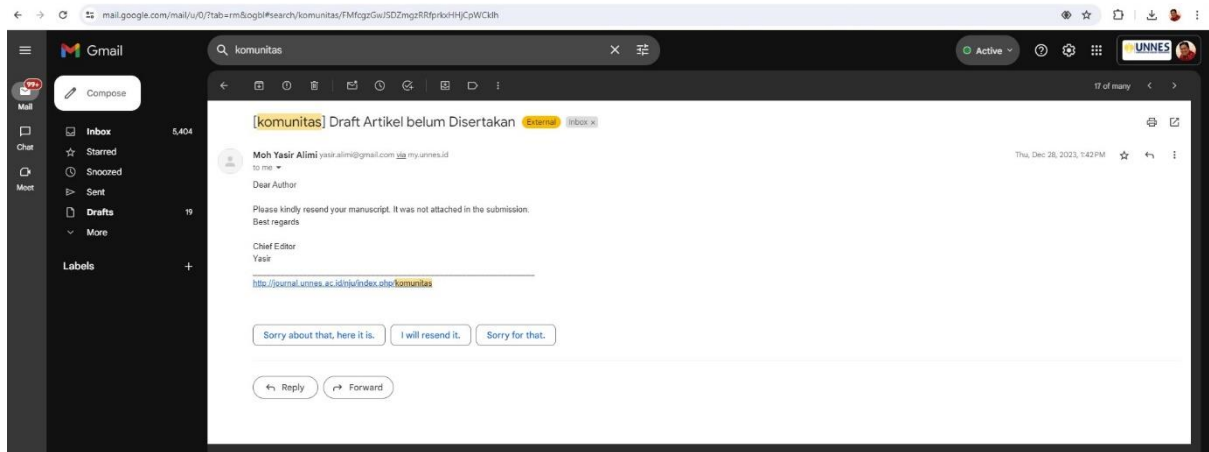 mail.google.com/mail/u/0/?tab=rm&ogbl#search/komunitas/FMfcgzGwJSDZmgzRRfprkxHHjCpWCklh
Gmail
komunitas
Active
UNNES
99+
Mail
Compose
17 of many
Chat
Meet
Inbox 5,404
Starred
Snoozed
Sent
Drafts 19
More
Labels
[komunitas] Draft Artikel belum Disertakan External Inbox x
Moh Yasir Alimi yasir.alimi@gmail.com via my.unnes.id
Thu, Dec 28, 2023, 1:42 PM
to me
Dear Author
Please kindly resend your manuscript. It was not attached in the submission.
Best regards
Chief Editor
Yasir
http://journal.unnes.ac.id/nju/index.php/komunitas
Sorry about that, here it is.
I will resend it.
Sorry for that.
Reply
Forward